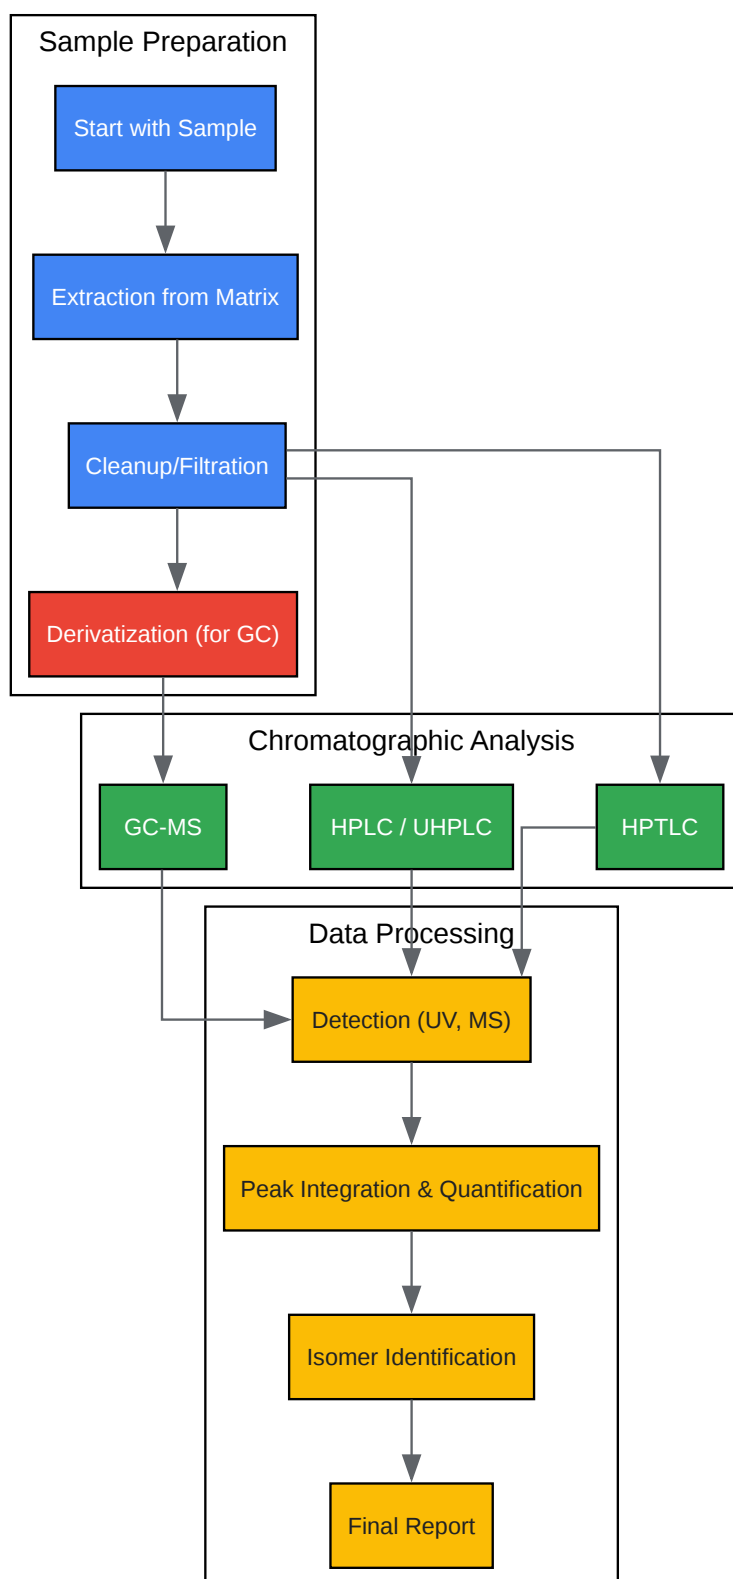 Sample Preparation
Start with Sample
Extraction from Matrix
Cleanup/Filtration
Derivatization (for GC)
Chromatographic Analysis
GC-MS
HPLC / UHPLC
HPTLC
Data Processing
Detection (UV, MS)
Peak Integration & Quantification
Isomer Identification
Final Report